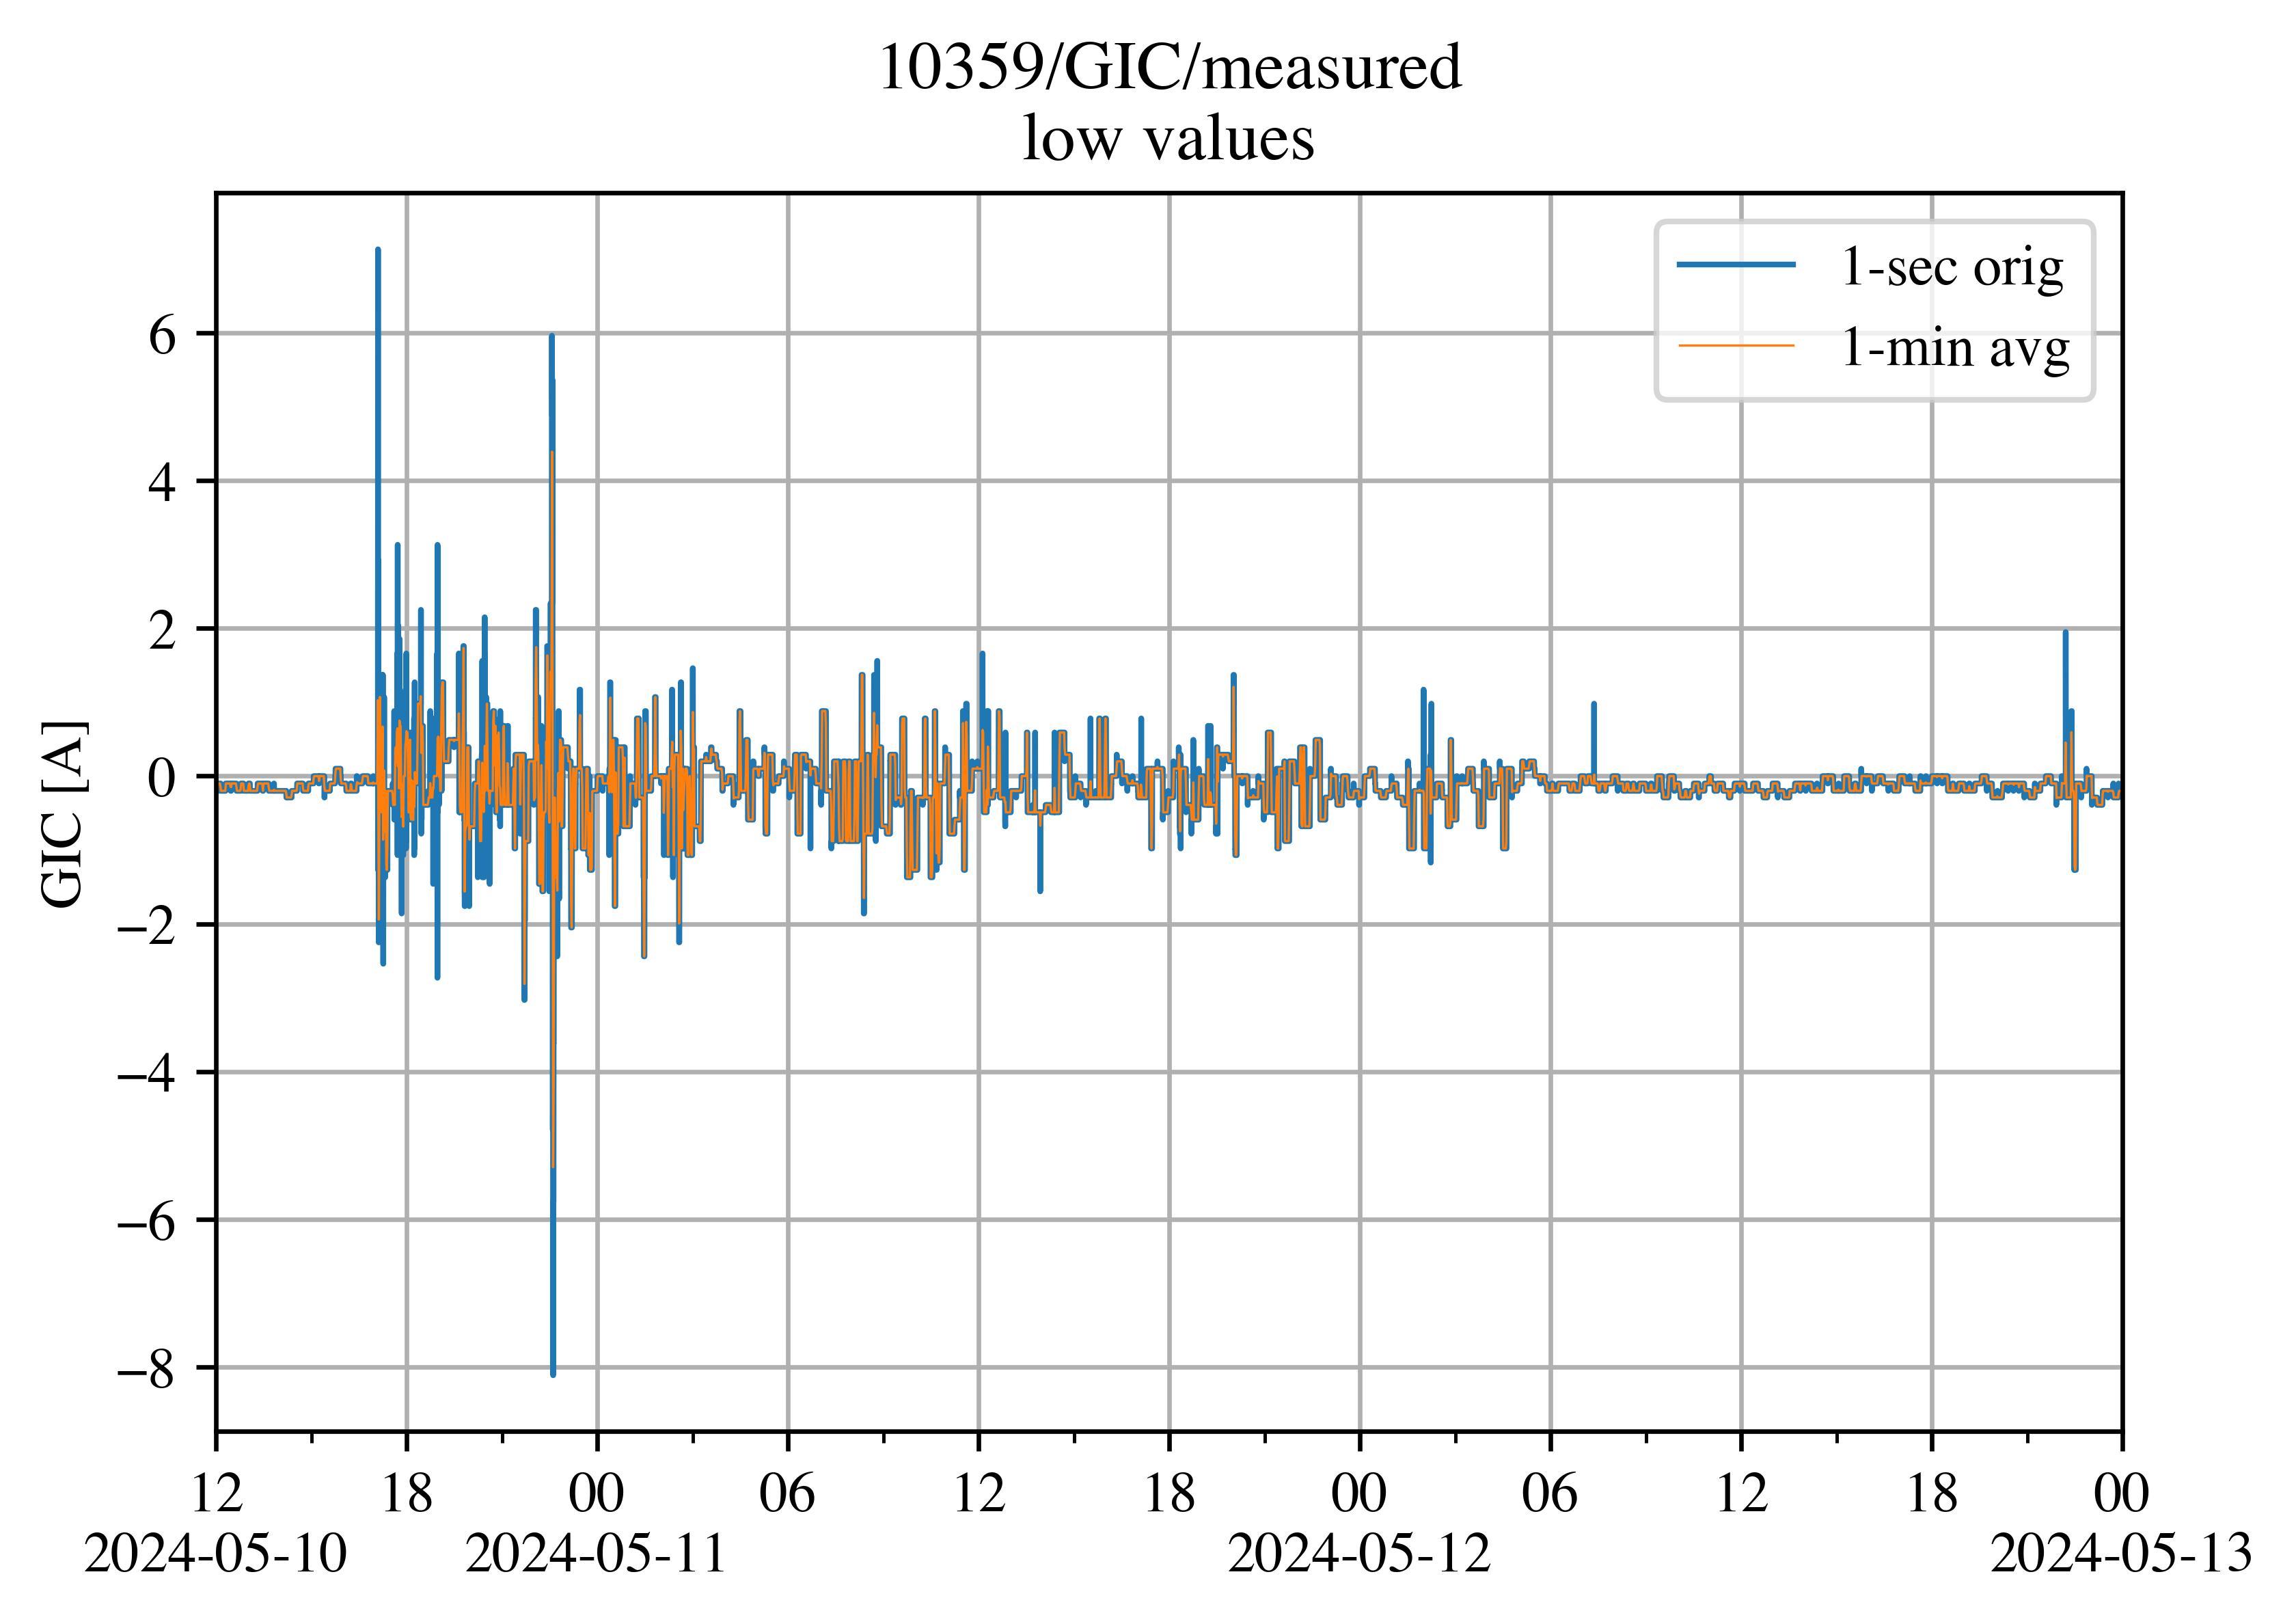 10359/GIC/measured
low values
1-sec orig
1-min avg
GIC [A]
6
4
2
0
−2
−4
−6
−8
12 18 00 06 12 18 00 06 12 18 00
2024-05-10 2024-05-11 2024-05-12 2024-05-13